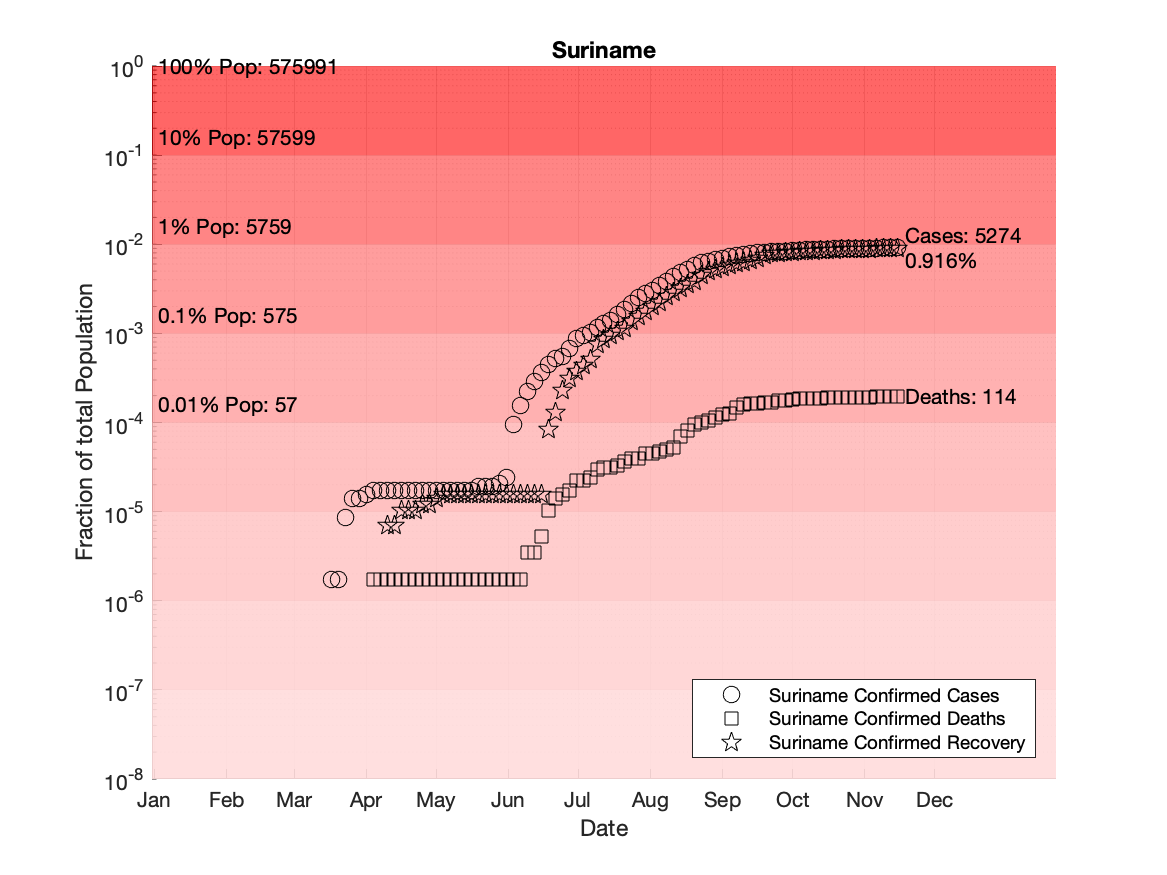 Suriname
10^0
100% Pop: 575991
10% Pop: 57599
10^-1
1% Pop: 5759
10^-2
Cases: 5274
0.916%
0.1% Pop: 575
10^-3
0.01% Pop: 57
Deaths: 114
10^-4
10^-5
10^-6
10^-7
10^-8
Fraction of total Population
Suriname Confirmed Cases
Suriname Confirmed Deaths
Suriname Confirmed Recovery
Jan Feb Mar Apr May Jun Jul Aug Sep Oct Nov Dec
Date